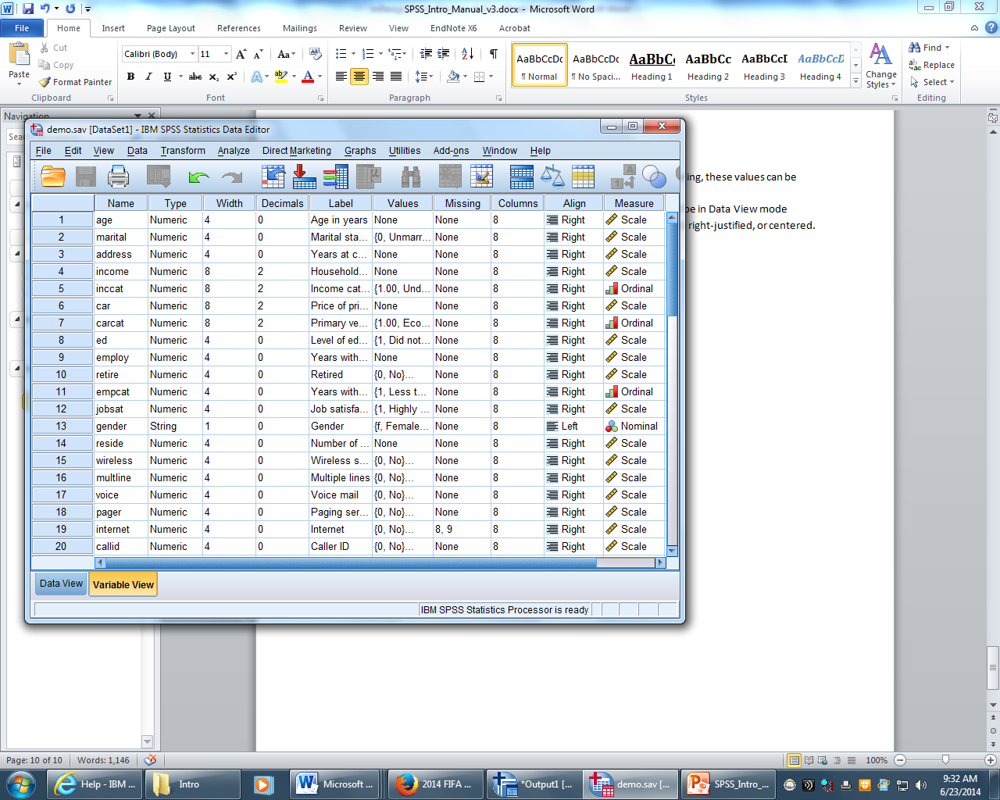 SPSS_Intro_Manual_v3.docx - Microsoft Word
File Home Insert Page Layout References Mailings Review View EndNote X6 Acrobat
Paste Cut Copy Format Painter
Calibri (Body) 11
AaBbCcDc AaBbCcDc AaBbCc AaBbCc AaBbCcI AaBbCcD
¶ Normal ¶ No Spaci... Heading 1 Heading 2 Heading 3 Heading 4
Change Styles
Find Replace Select
Clipboard Font Paragraph Styles Editing
Navigation
demo.sav [DataSet1] - IBM SPSS Statistics Data Editor
File Edit View Data Transform Analyze Direct Marketing Graphs Utilities Add-ons Window Help
ing, these values can be
be in Data View mode
right-justified, or centered.
Name Type Width Decimals Label Values Missing Columns Align Measure
1 age Numeric 4 0 Age in years None None 8 Right Scale
2 marital Numeric 4 0 Marital sta... {0, Unmarr... None 8 Right Scale
3 address Numeric 4 0 Years at c... None None 8 Right Scale
4 income Numeric 8 2 Household... None None 8 Right Scale
5 inccat Numeric 8 2 Income cat... {1.00, Und... None 8 Right Ordinal
6 car Numeric 8 2 Price of pri... None None 8 Right Scale
7 carcat Numeric 8 2 Primary ve... {1.00, Eco... None 8 Right Ordinal
8 ed Numeric 4 0 Level of ed... {1, Did not... None 8 Right Scale
9 employ Numeric 4 0 Years with... None None 8 Right Scale
10 retire Numeric 4 0 Retired {0, No}... None 8 Right Scale
11 empcat Numeric 4 0 Years with... {1, Less t... None 8 Right Ordinal
12 jobsat Numeric 4 0 Job satisfa... {1, Highly ... None 8 Right Scale
13 gender String 1 0 Gender {f, Female... None 8 Left Nominal
14 reside Numeric 4 0 Number of ... None None 8 Right Scale
15 wireless Numeric 4 0 Wireless s... {0, No}... None 8 Right Scale
16 multline Numeric 4 0 Multiple lines {0, No}... None 8 Right Scale
17 voice Numeric 4 0 Voice mail {0, No}... None 8 Right Scale
18 pager Numeric 4 0 Paging ser... {0, No}... None 8 Right Scale
19 internet Numeric 4 0 Internet {0, No}... 8, 9 8 Right Scale
20 callid Numeric 4 0 Caller ID {0, No}... None 8 Right Scale
Data View Variable View
IBM SPSS Statistics Processor is ready
Page: 10 of 10 Words: 1,146 100%
Help - IBM ... Intro Microsoft ... 2014 FIFA ... *Output1 [... demo.sav [... SPSS_Intro_...
9:32 AM
6/23/2014